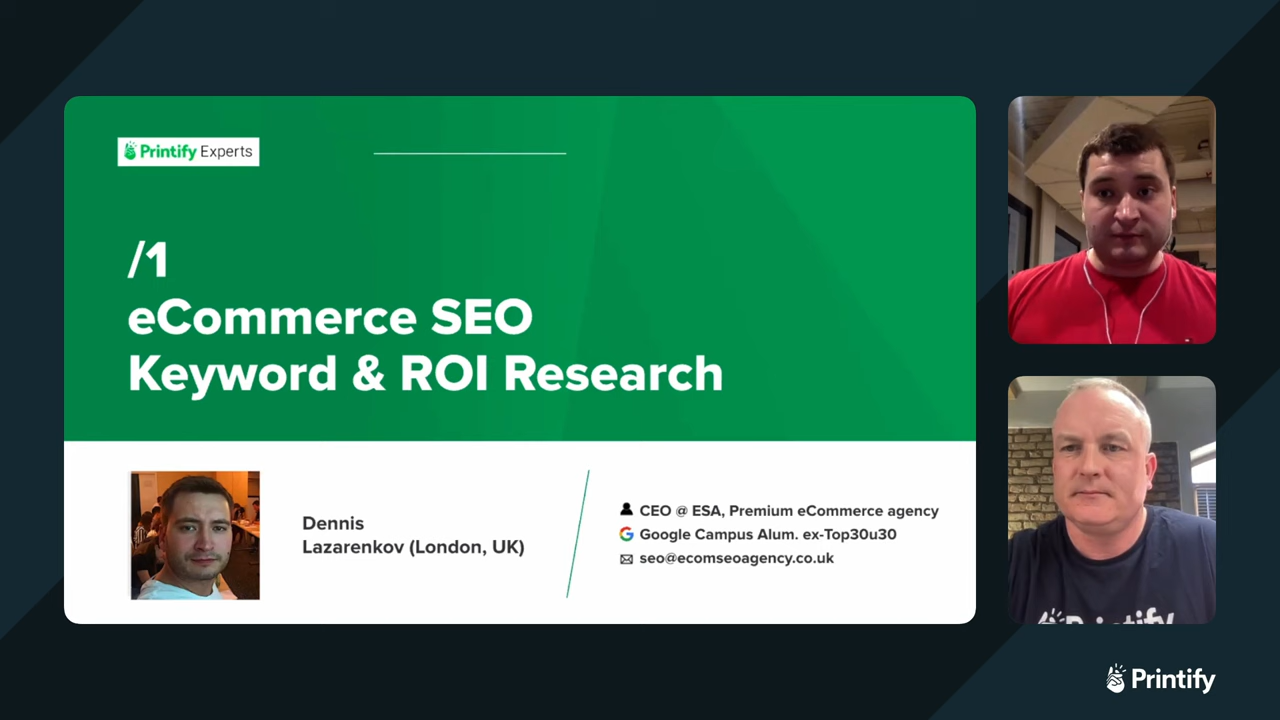 Printify Experts
/1
eCommerce SEO
Keyword & ROI Research
Dennis
Lazarenkov (London, UK)
CEO @ ESA, Premium eCommerce agency
Google Campus Alum. ex-Top30u30
seo@ecomseoagency.co.uk
Printify
Printify